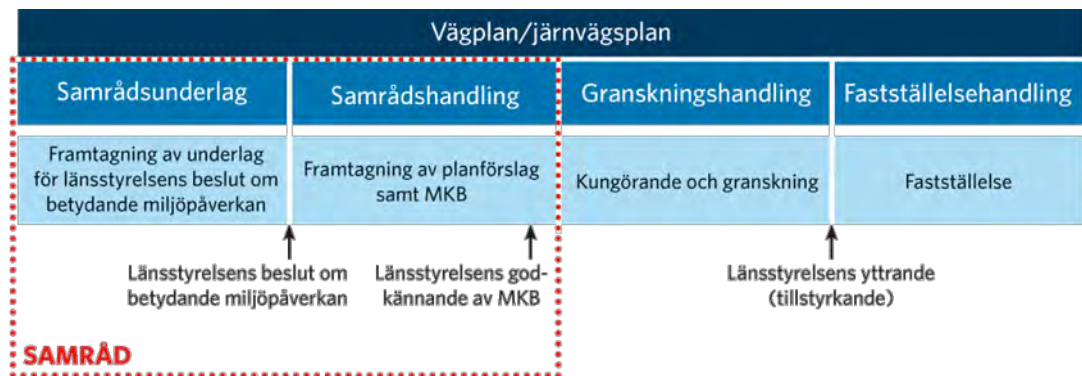 Vägplan/järnvägsplan
Samrådsunderlag
Samrådshandling
Granskningshandling
Fastställelsehandling
Framtagning av underlag
för länsstyrelsens beslut om
betydande miljöpåverkan
Framtagning av planförslag
samt MKB
Kungörande och granskning
Fastställelse
Länsstyrelsens beslut om
betydande miljöpåverkan
Länsstyrelsens god-
kännande av MKB
Länsstyrelsens yttrande
(tillstyrkande)
SAMRÅD